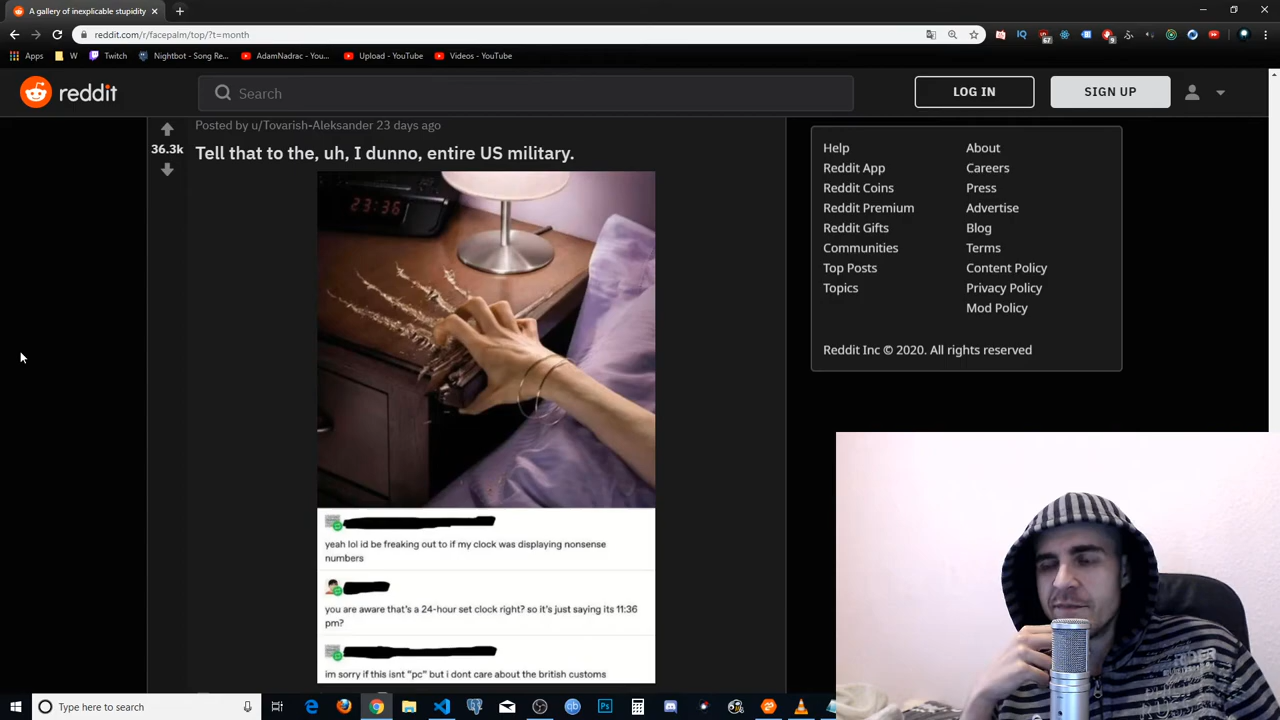 A gallery of inexplicable stupidity
reddit.com/r/facepalm/top/?t=month
Apps W Twitch Nightbot - Song Re... AdamNadrac - You... Upload - YouTube Videos - YouTube
reddit Search LOG IN SIGN UP
Posted by u/Tovarish-Aleksander 23 days ago
36.3k
Tell that to the, uh, I dunno, entire US military.
23:36
yeah lol id be freaking out to if my clock was displaying nonsense
numbers
you are aware that's a 24-hour set clock right? so it's just saying its 11:36
pm?
im sorry if this isnt "pc" but i dont care about the british customs
Help About
Reddit App Careers
Reddit Coins Press
Reddit Premium Advertise
Reddit Gifts Blog
Communities Terms
Top Posts Content Policy
Topics Privacy Policy
Mod Policy
Reddit Inc © 2020. All rights reserved
Type here to search